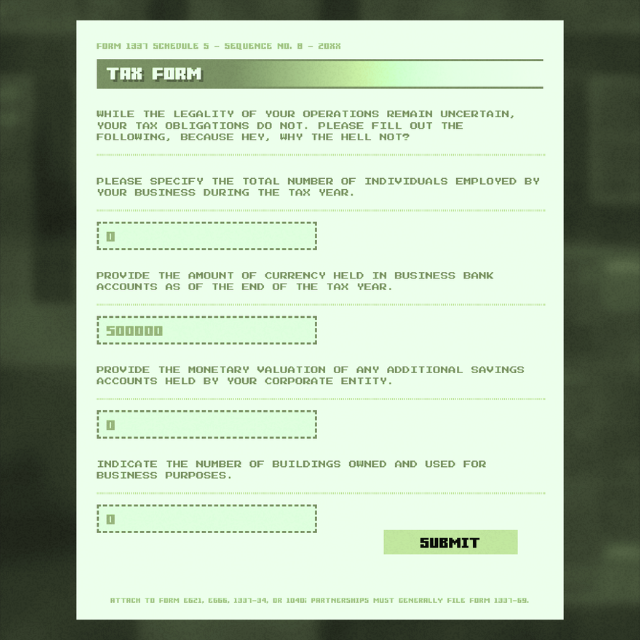 FORM 1337 SCHEDULE S - SEQUENCE NO. 8 - 20XX
TAX FORM
WHILE THE LEGALITY OF YOUR OPERATIONS REMAIN UNCERTAIN,
YOUR TAX OBLIGATIONS DO NOT. PLEASE FILL OUT THE
FOLLOWING, BECAUSE HEY, WHY THE HELL NOT?
PLEASE SPECIFY THE TOTAL NUMBER OF INDIVIDUALS EMPLOYED BY
YOUR BUSINESS DURING THE TAX YEAR.
0
PROVIDE THE AMOUNT OF CURRENCY HELD IN BUSINESS BANK
ACCOUNTS AS OF THE END OF THE TAX YEAR.
500000
PROVIDE THE MONETARY VALUATION OF ANY ADDITIONAL SAVINGS
ACCOUNTS HELD BY YOUR CORPORATE ENTITY.
0
INDICATE THE NUMBER OF BUILDINGS OWNED AND USED FOR
BUSINESS PURPOSES.
0
SUBMIT
ATTACH TO FORM E621, E666, 1337-34, OR 1040; PARTNERSHIPS MUST GENERALLY FILE FORM 1337-69.